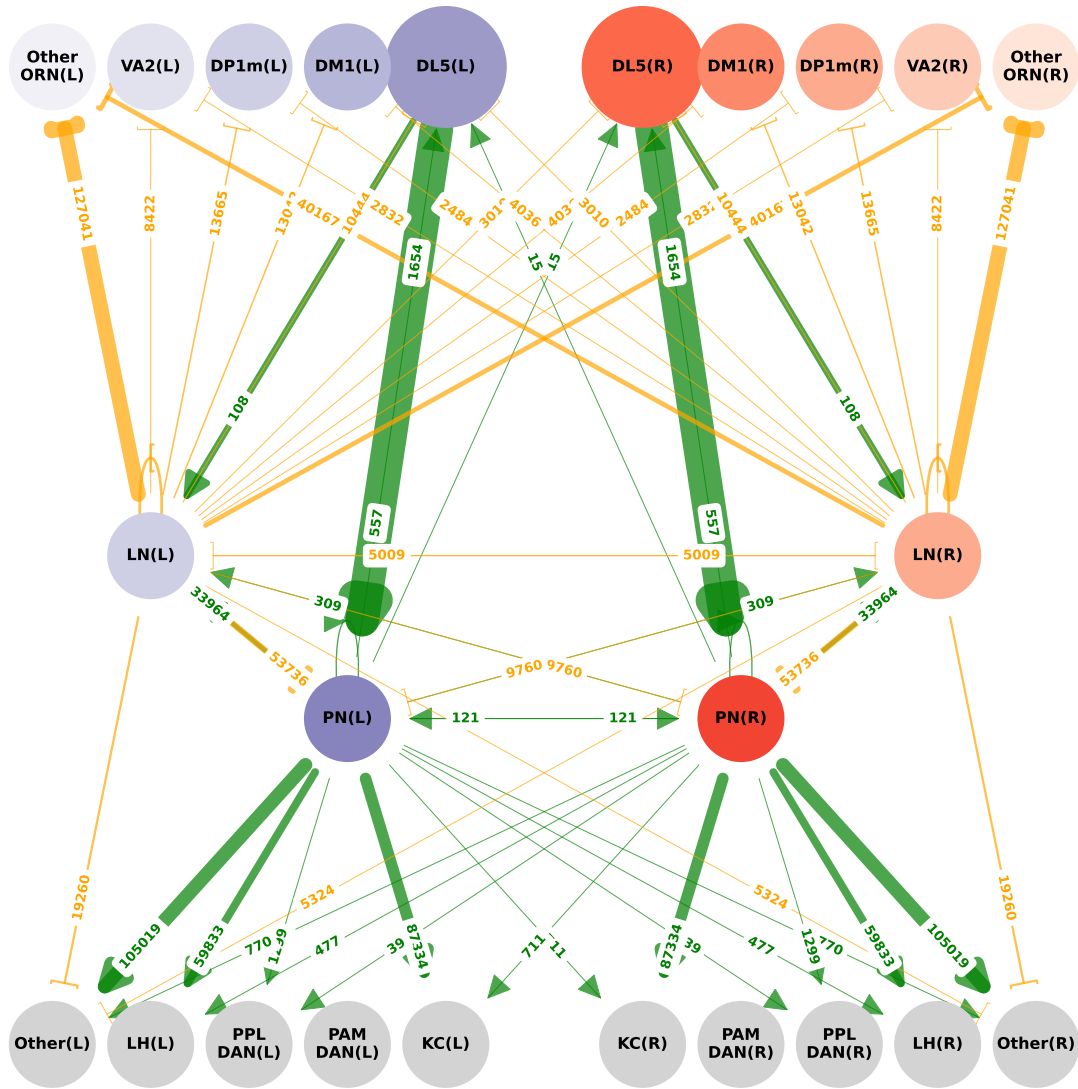 Other
ORN(L)
VA2(L)
DP1m(L)
DM1(L)
DL5(L)
DL5(R)
DM1(R)
DP1m(R)
VA2(R)
Other
ORN(R)
127041
8422
13665
40167
10444
2832
2484
4036
3010
2484
10444
13042
13665
8422
127041
1654
15
15
1654
108
108
557
557
LN(L)
5009
5009
LN(R)
33964
309
309
33964
53736
9760
9760
53736
PN(L)
121
121
PN(R)
19260
5324
5324
19260
105019
59833
770
477
39
87334
711
87334
39
477
1299
770
59833
105019
Other(L)
LH(L)
PPL
DAN(L)
PAM
DAN(L)
KC(L)
KC(R)
PAM
DAN(R)
PPL
DAN(R)
LH(R)
Other(R)